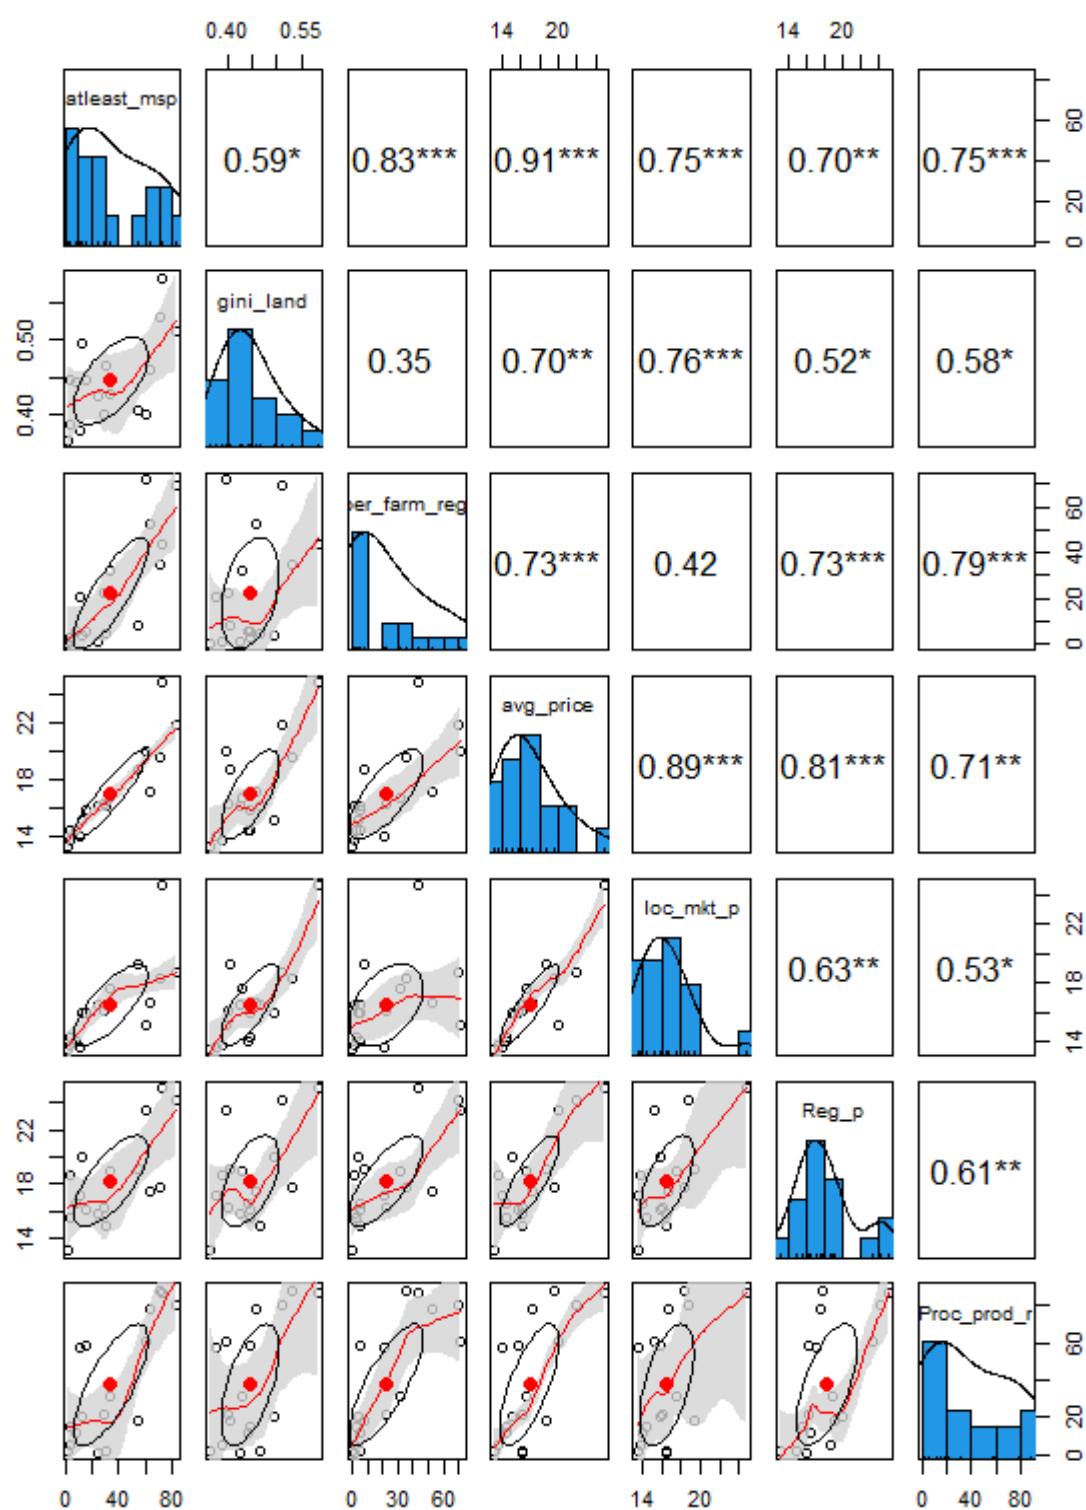 0.40 0.55 14 20 14 20
atleast_msp 0.59* 0.83*** 0.91*** 0.75*** 0.70** 0.75*** 0 20 60
gini_land 0.35 0.70** 0.76*** 0.52* 0.58* 0.40 0.50
per_farm_reg 0.73*** 0.42 0.73*** 0.79*** 0 20 40 60
avg_price 0.89*** 0.81*** 0.71** 14 18 22
loc_mkt_p 0.63** 0.53* 14 18 22
Reg_p 0.61** 14 18 22
Proc_prod_r 0 20 60
0 40 80 0 20 60 14 20 0 40 80